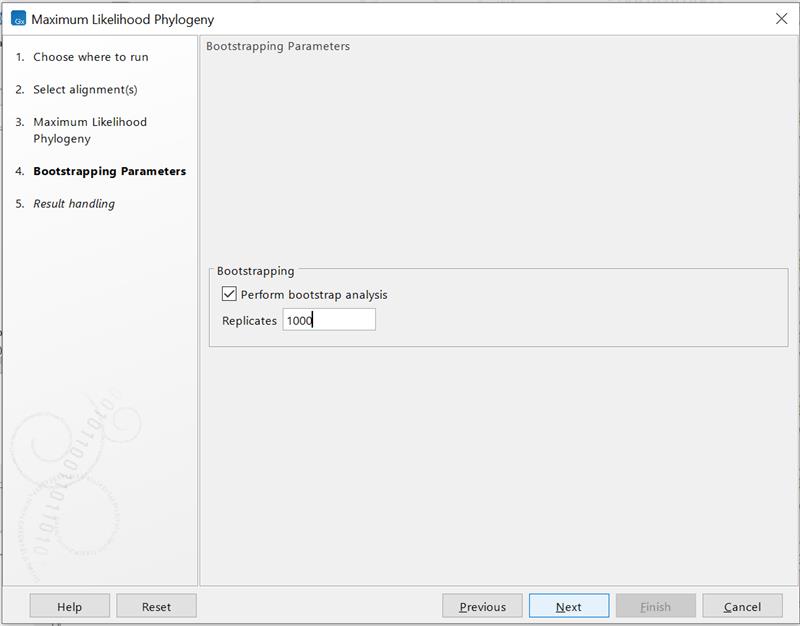 Gx Maximum Likelihood Phylogeny
1. Choose where to run
2. Select alignment(s)
3. Maximum Likelihood
Phylogeny
4. Bootstrapping Parameters
5. Result handling
Bootstrapping Parameters
Bootstrapping
Perform bootstrap analysis
Replicates 1000
Help Reset Previous Next Finish Cancel